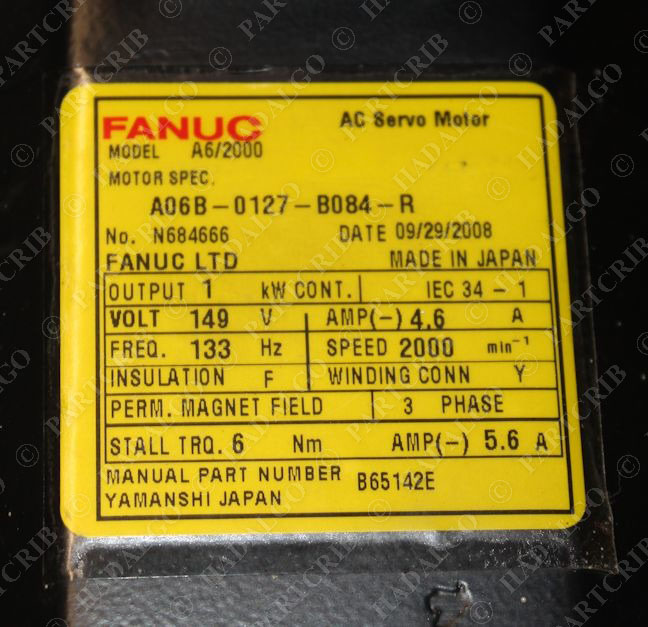 FANUC AC Servo Motor
MODEL A6/2000
MOTOR SPEC.
A06B-0127-B084-R
No. N684666 DATE 09/29/2008
FANUC LTD MADE IN JAPAN
OUTPUT 1 kW CONT. IEC 34-1
VOLT 149 V AMP(~) 4.6 A
FREQ. 133 Hz SPEED 2000 min-1
INSULATION F WINDING CONN Y
PERM. MAGNET FIELD 3 PHASE
STALL TRQ. 6 Nm AMP(~) 5.6 A
MANUAL PART NUMBER B65142E
YAMANSHI JAPAN
© PARTCRIB © HADALGO